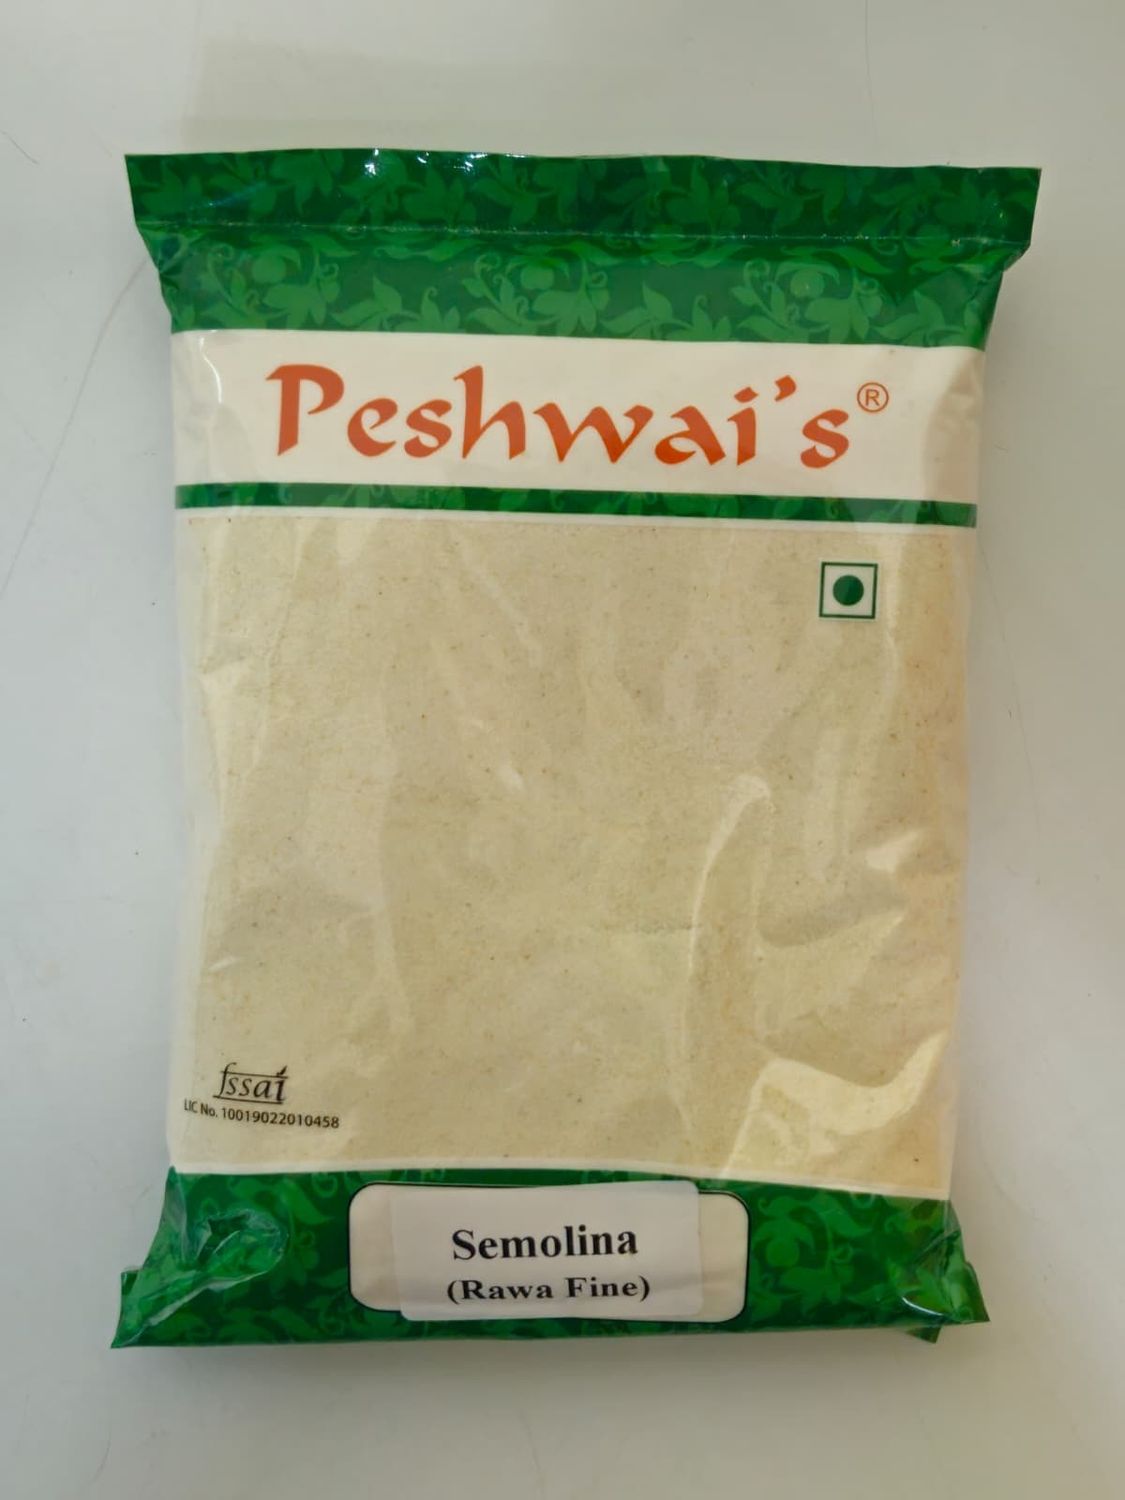 Peshwai's®
fssai
LIC No. 10019022010458
Semolina
(Rawa Fine)